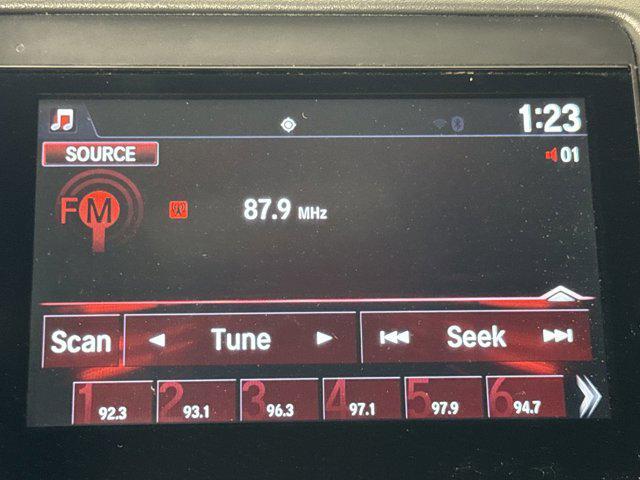 1:23
SOURCE
01
FM
87.9 MHz
Scan Tune Seek
1 92.3 2 93.1 3 96.3 4 97.1 5 97.9 6 94.7